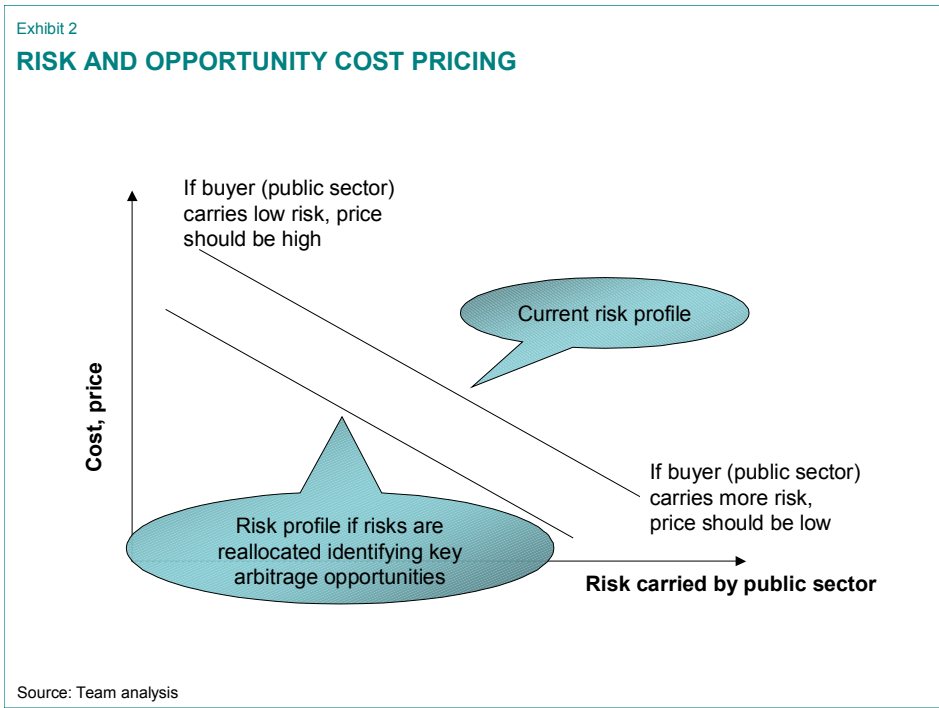 Exhibit 2
RISK AND OPPORTUNITY COST PRICING
If buyer (public sector)
carries low risk, price
should be high
Current risk profile
Cost, price
If buyer (public sector)
carries more risk,
price should be low
Risk profile if risks are
reallocated identifying key
arbitrage opportunities
Risk carried by public sector
Source: Team analysis